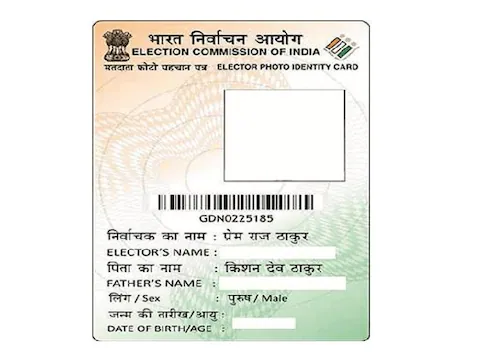 भारत निर्वाचन आयोग
ELECTION COMMISSION OF INDIA
मतदाता फोटो पहचान पत्र ELECTOR PHOTO IDENTITY CARD
GDN0225185
निर्वाचक का नाम : प्रेम राज ठाकुर
ELECTOR'S NAME :
पिता का नाम : किशन देव ठाकुर
FATHER'S NAME :
लिंग / Sex : पुरुष / Male
जन्म की तारीख/आयु :
DATE OF BIRTH/AGE :